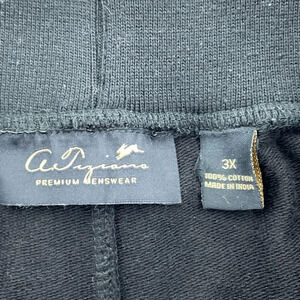 A. Tiziano
PREMIUM MENSWEAR
3X
100% COTTON
MADE IN INDIA